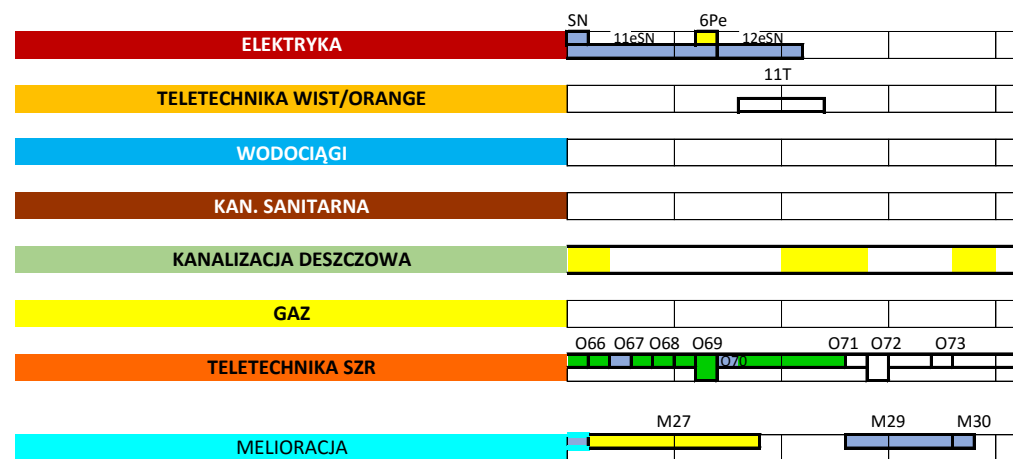 SN 6Pe
ELEKTRYKA 11eSN 12eSN
11T
TELETECHNIKA WIST/ORANGE
WODOCIĄGI
KAN. SANITARNA
KANALIZACJA DESZCZOWA
GAZ
O66 O67 O68 O69 O71 O72 O73
TELETECHNIKA SZR O70
M27 M29 M30
MELIORACJA